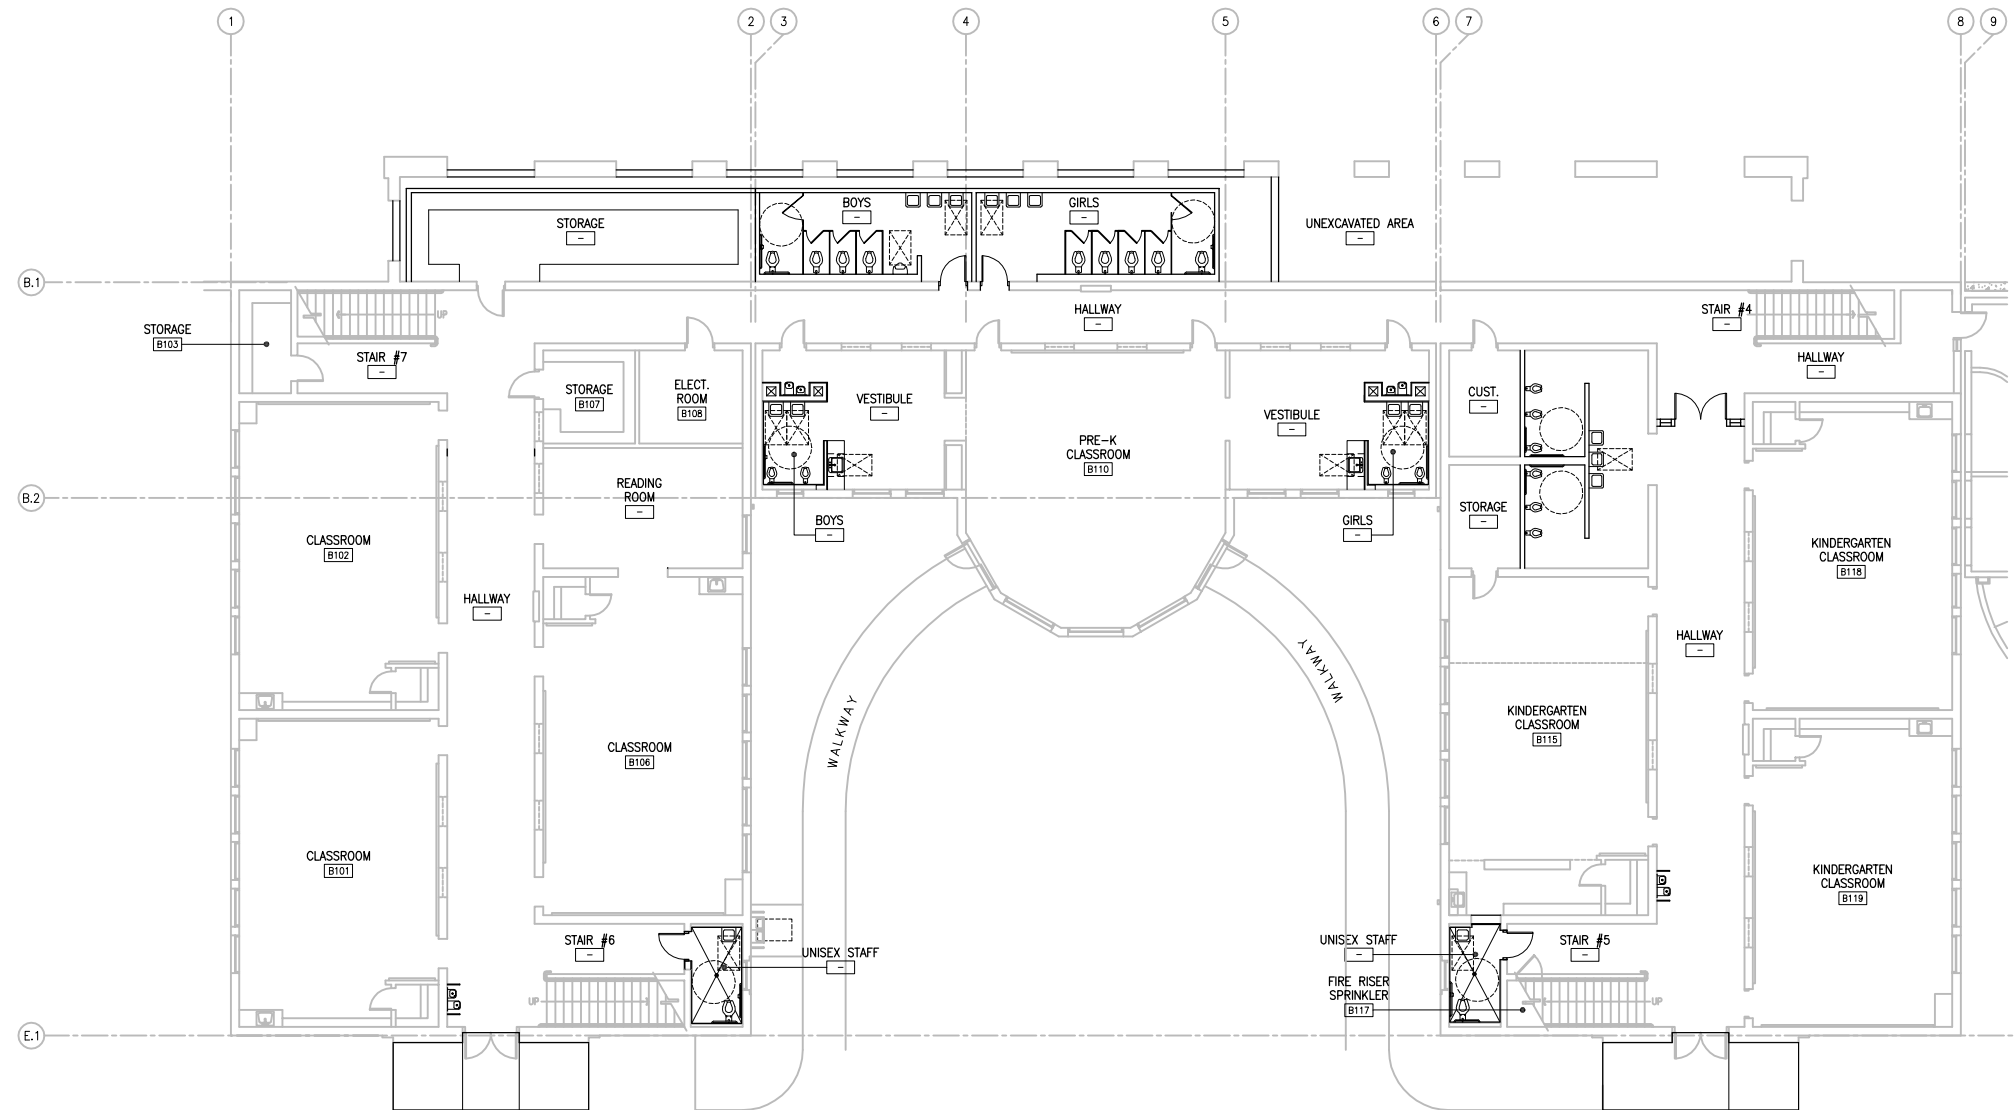 1
2
3
4
5
6
7
8
9
BOYS
-
GIRLS
-
STORAGE
-
UNEXCAVATED AREA
-
B.1
HALLWAY
-
STAIR #4
-
UP
STORAGE
B103
STAIR #7
-
HALLWAY
-
STORAGE
B107
ELECT.
ROOM
B108
VESTIBULE
-
VESTIBULE
-
CUST.
-
PRE-K
CLASSROOM
B110
B.2
READING
ROOM
-
BOYS
-
GIRLS
-
STORAGE
-
CLASSROOM
B102
KINDERGARTEN
CLASSROOM
B118
HALLWAY
-
HALLWAY
-
WALKWAY
WALKWAY
CLASSROOM
B106
KINDERGARTEN
CLASSROOM
B115
CLASSROOM
B101
KINDERGARTEN
CLASSROOM
B119
STAIR #6
-
UNISEX STAFF
-
UNISEX STAFF
-
STAIR #5
-
FIRE RISER
SPRINKLER
B117
UP
UP
E.1